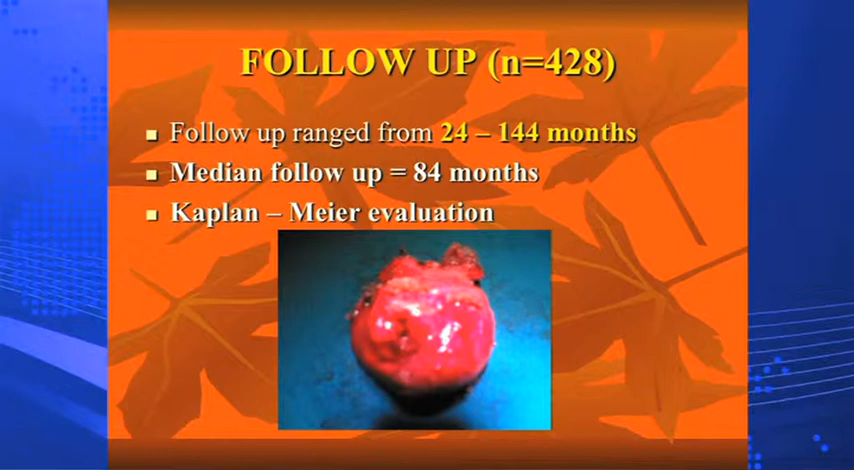 FOLLOW UP (n=428)
Follow up ranged from 24 – 144 months
Median follow up = 84 months
Kaplan – Meier evaluation